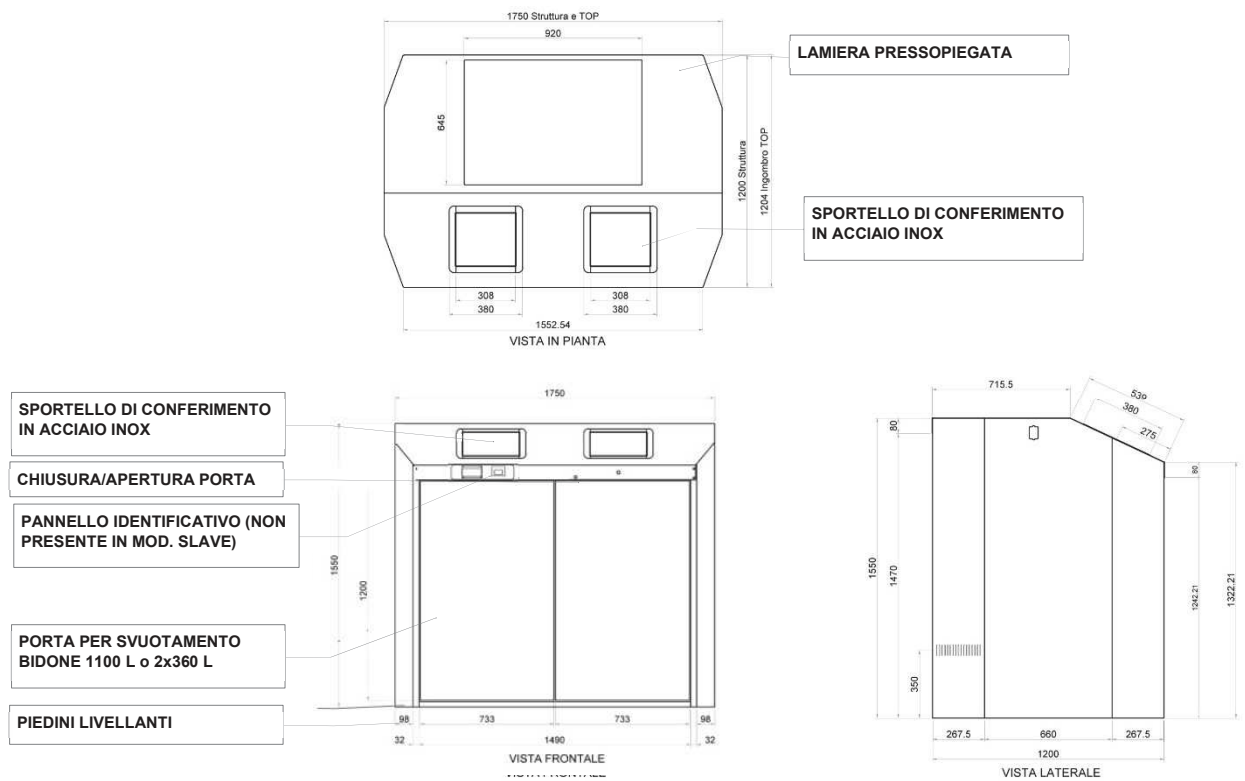 1750 Struttura e TOP
920
LAMIERA PRESSOPIEGATA
645
1200 Struttura
1204 Ingombro TOP
SPORTELLO DI CONFERIMENTO
IN ACCIAIO INOX
308
308
380
380
1552.54
VISTA IN PIANTA
SPORTELLO DI CONFERIMENTO
IN ACCIAIO INOX
CHIUSURA/APERTURA PORTA
PANNELLO IDENTIFICATIVO (NON
PRESENTE IN MOD. SLAVE)
PORTA PER SVUOTAMENTO
BIDONE 1100 L o 2x360 L
PIEDINI LIVELLANTI
1750
1550
1200
98
733
733
98
32
1490
32
VISTA FRONTALE
VISTA FRONTALE
715.5
539
380
275
80
80
1550
1470
1242.21
1322.21
350
267.5
660
267.5
1200
VISTA LATERALE